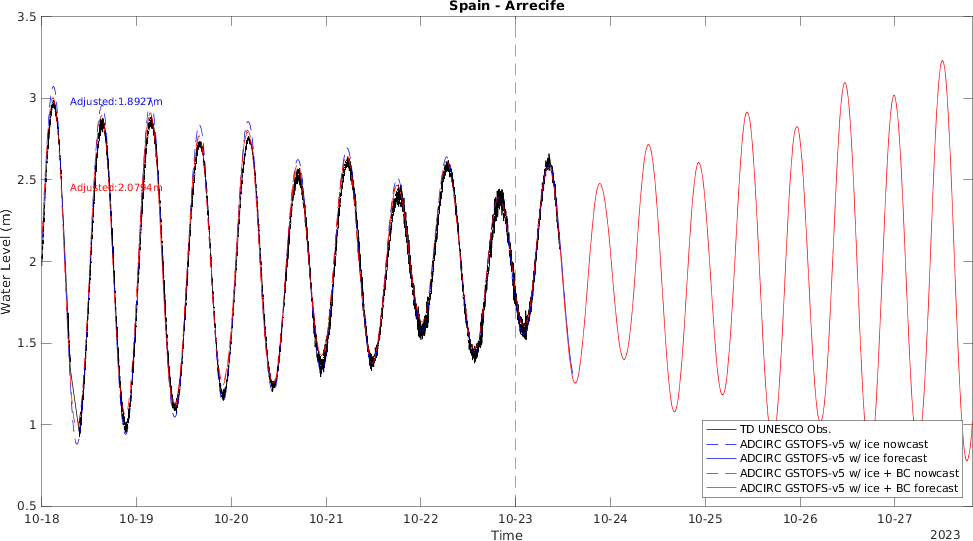 Spain - Arrecife
3.5
3
2.5
2
1.5
1
0.5
Water Level (m)
Adjusted:1.8927m
Adjusted:2.0794m
TD UNESCO Obs.
ADCIRC GSTOFS-v5 w/ ice nowcast
ADCIRC GSTOFS-v5 w/ ice forecast
ADCIRC GSTOFS-v5 w/ ice + BC nowcast
ADCIRC GSTOFS-v5 w/ ice + BC forecast
10-18 10-19 10-20 10-21 10-22 10-23 10-24 10-25 10-26 10-27
Time
2023